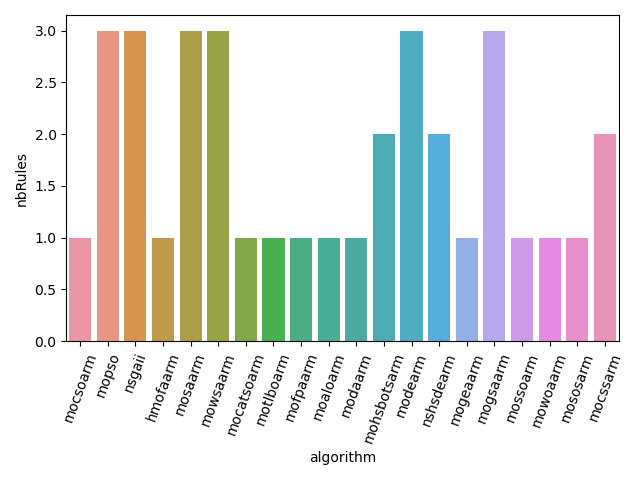 3.0
2.5
2.0
1.5
1.0
0.5
0.0
nbRules
mocsoarm
mopso
nsgaii
hmofaarm
mosaarm
mowsaarm
mocatsoarm
motlboarm
mofpaarm
moaloarm
modaarm
mohsbotsarm
modearm
nshsdearm
mogeaarm
mogsaarm
mossoarm
mowoaarm
mososarm
mocssarm
algorithm